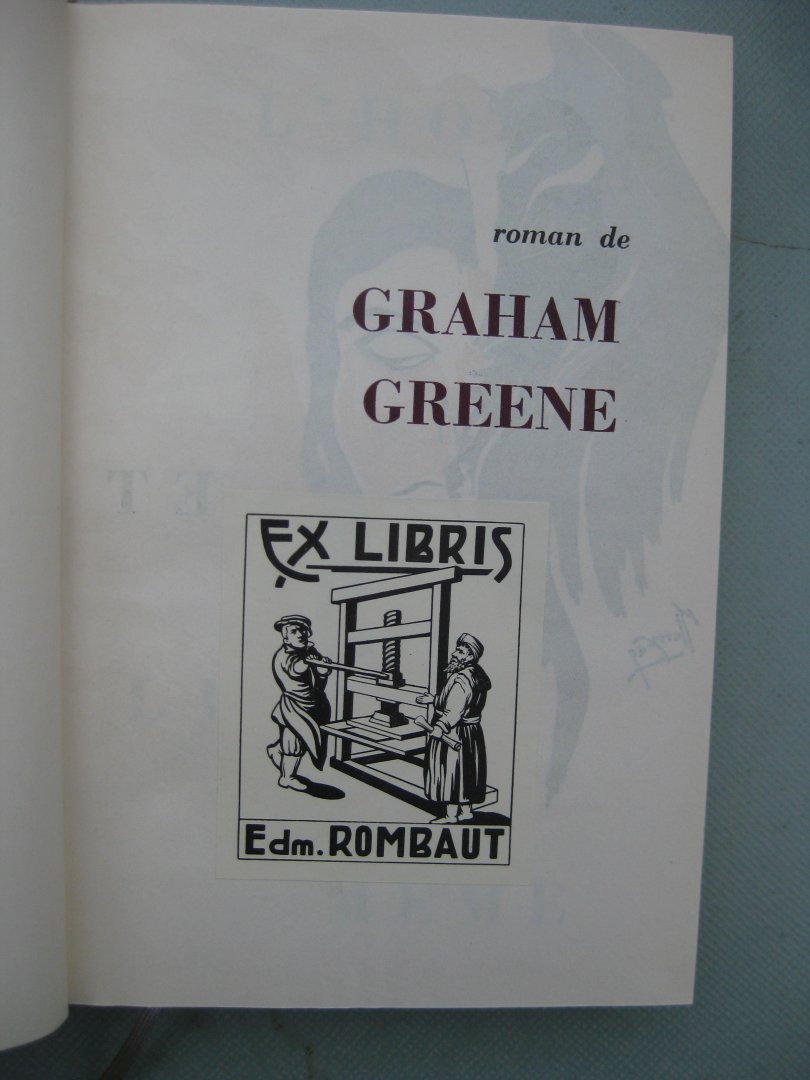 roman de
GRAHAM
GREENE
EX LIBRIS
Edm. ROMBAUT